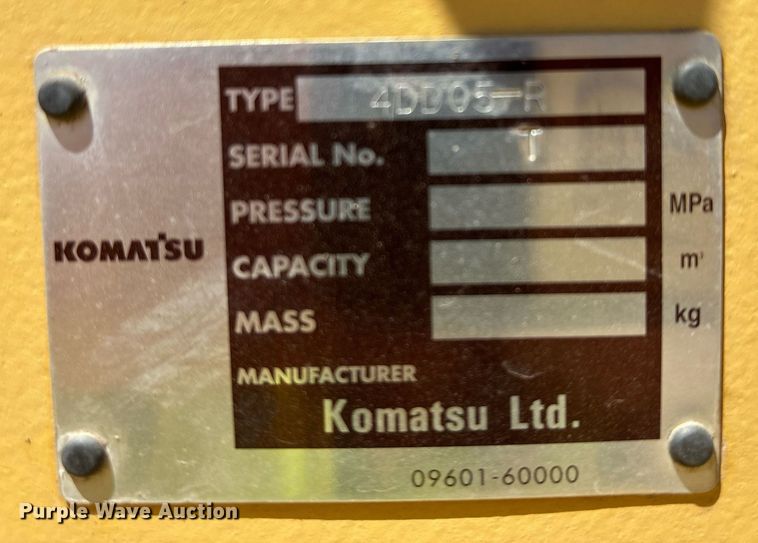 TYPE 4DD05-R
SERIAL No. T
PRESSURE MPa
KOMATSU
CAPACITY m³
MASS kg
MANUFACTURER
Komatsu Ltd.
09601-60000
Purple Wave Auction